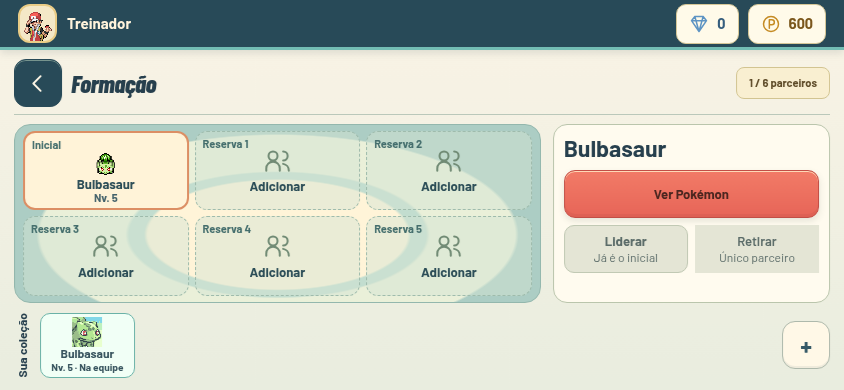 Treinador
0
600
Formação
1 / 6 parceiros
Inicial
Bulbasaur
Nv. 5
Reserva 1
Adicionar
Reserva 2
Adicionar
Reserva 3
Adicionar
Reserva 4
Adicionar
Reserva 5
Adicionar
Bulbasaur
Ver Pokémon
Liderar
Já é o inicial
Retirar
Único parceiro
Sua coleção
Bulbasaur
Nv. 5 · Na equipe
+